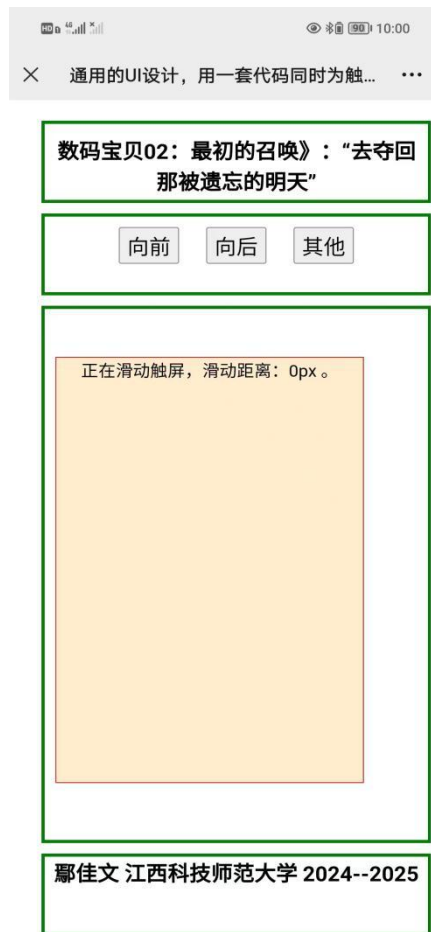 HD 46 90 10:00
× 通用的UI设计，用一套代码同时为触... ...
数码宝贝02：最初的召唤》：“去夺回
那被遗忘的明天”
向前 向后 其他
正在滑动触屏，滑动距离：0px 。
鄢佳文 江西科技师范大学 2024--2025